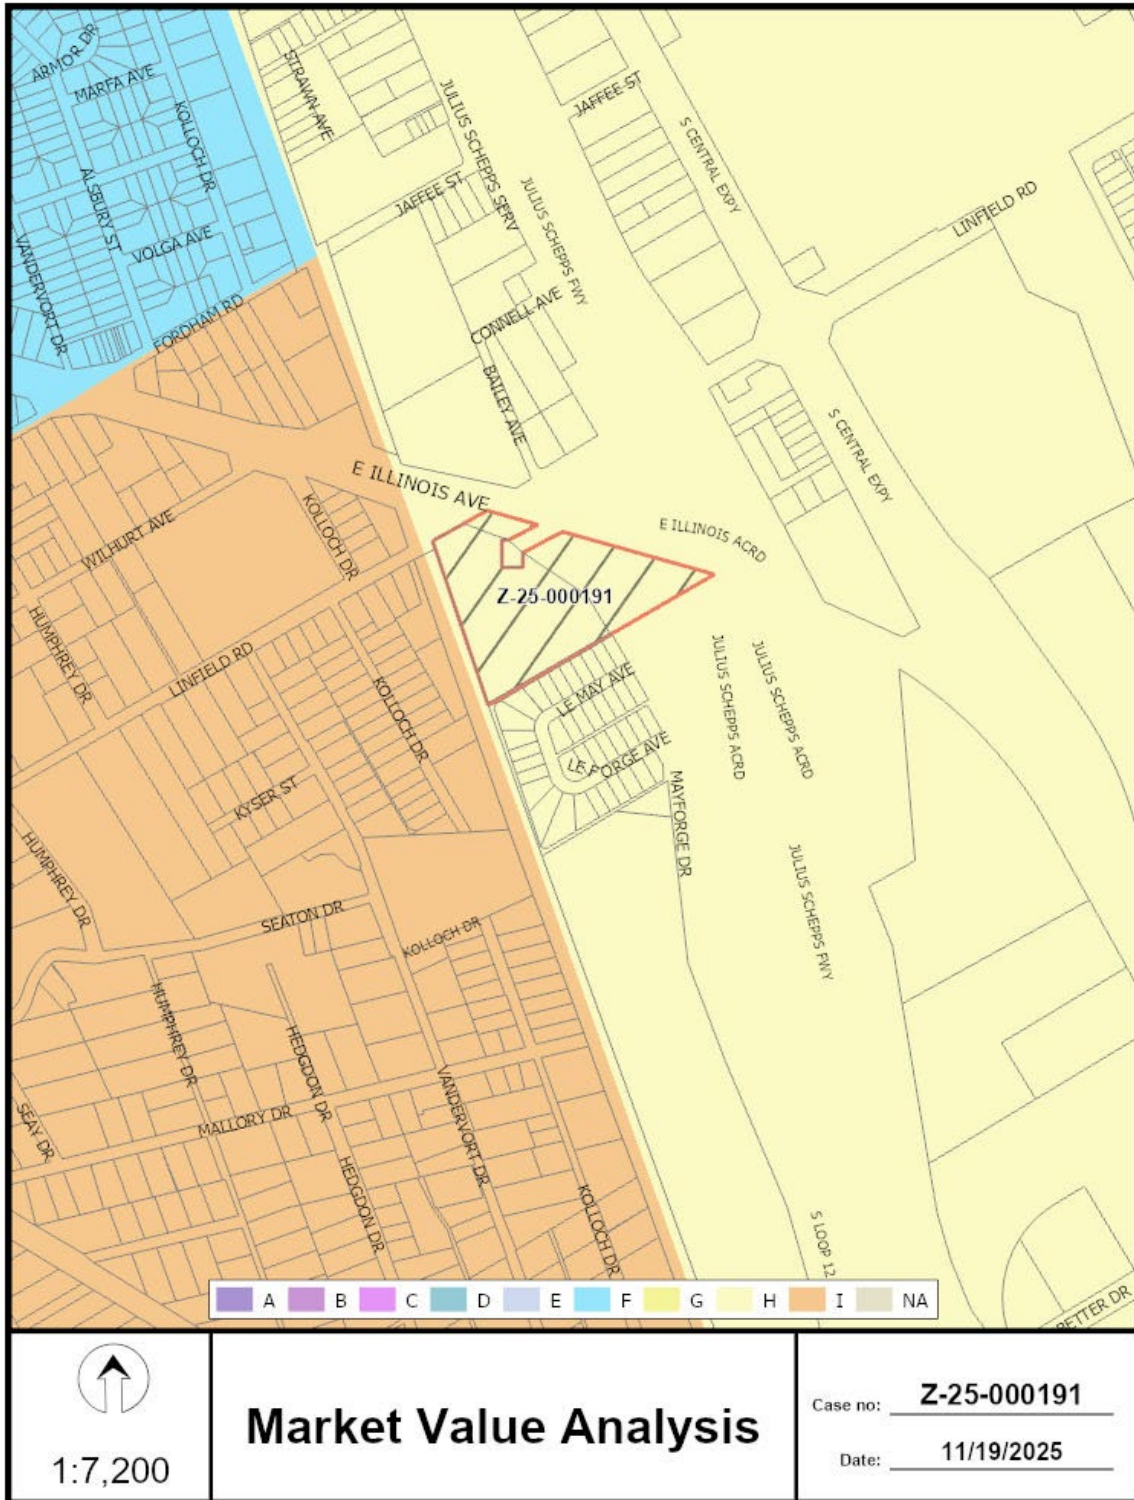 ARMOR DR
MARFA AVE
KOLLOCH DR
STRAWN AVE
JULIUS SCHEPPS SERV
JAFFEE ST
S CENTRAL EXPY
ALSBURY ST
JAFFEE ST
JULIUS SCHEPPS FWY
LINFIELD RD
VOLGA AVE
VANDERVORT DR
FORDHAM RD
CONNELL AVE
BAILEY AVE
S CENTRAL EXPY
E ILLINOIS AVE
KOLLOCH DR
WILHURT AVE
E ILLINOIS ACRD
Z-25-000191
HUMPHREY DR
LINFIELD RD
KOLLOCH DR
LE MAY AVE
JULIUS SCHEPPS ACRD
JULIUS SCHEPPS ACRD
LE FORGE AVE
KYSER ST
MAYFORGE DR
HUMPHREY DR
JULIUS SCHEPPS FWY
SEATON DR
KOLLOCH DR
HUMPHREY DR
HEDGDON DR
VANDERVORT DR
SEAY DR
MALLORY DR
HEDGDON DR
KOLLOCH DR
S LOOP 12
BETTER DR
A B C D E F G H I NA
1:7,200
Market Value Analysis
Case no: Z-25-000191
Date: 11/19/2025